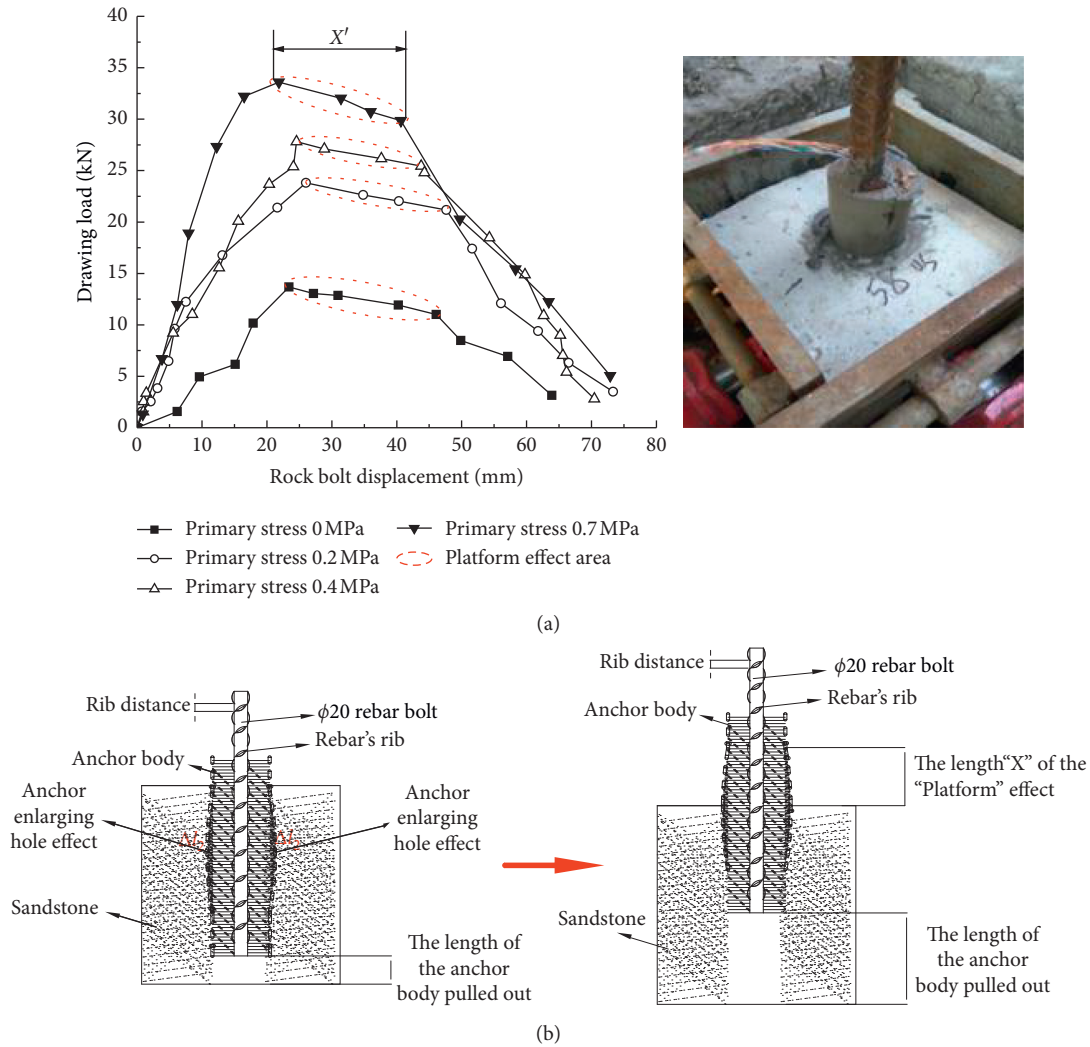 40
35
30
25
20
15
10
5
0
Drawing load (kN)
X′
0
10
20
30
40
50
60
70
80
Rock bolt displacement (mm)
Primary stress 0 MPa
Primary stress 0.2 MPa
Primary stress 0.4 MPa
Primary stress 0.7 MPa
Platform effect area
58
(a)
Rib distance
ϕ20 rebar bolt
Rebar's rib
Anchor body
Anchor
enlarging
hole effect
Anchor
enlarging
hole effect
Sandstone
The length of
the anchor
body pulled out
Rib distance
ϕ20 rebar bolt
Rebar's rib
Anchor body
The length"X" of the
"Platform" effect
Sandstone
The length of
the anchor
body pulled out
(b)